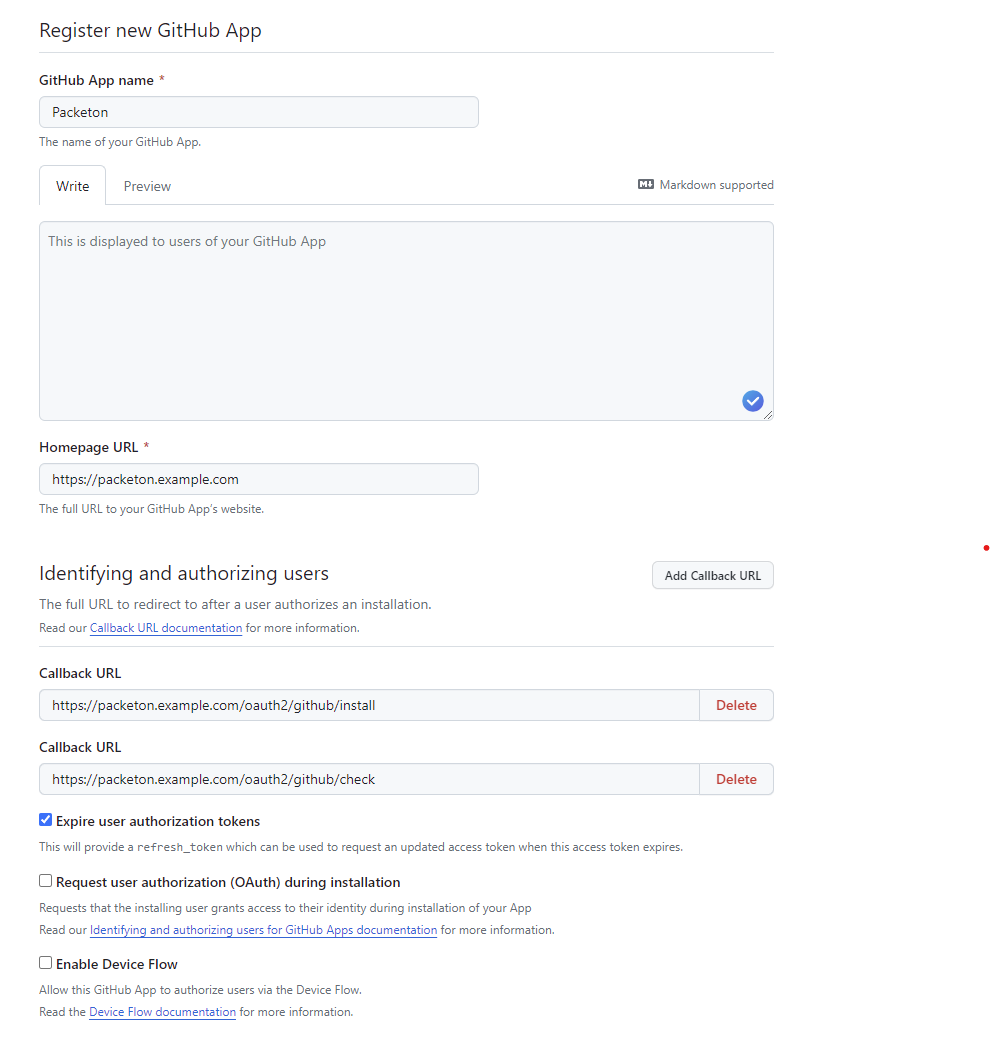 Register new GitHub App
GitHub App name *
Packeton
The name of your GitHub App.
Write Preview Markdown supported
This is displayed to users of your GitHub App
Homepage URL *
https://packeton.example.com
The full URL to your GitHub App's website.
Identifying and authorizing users Add Callback URL
The full URL to redirect to after a user authorizes an installation.
Read our Callback URL documentation for more information.
Callback URL
https://packeton.example.com/oauth2/github/install Delete
Callback URL
https://packeton.example.com/oauth2/github/check Delete
Expire user authorization tokens
This will provide a refresh_token which can be used to request an updated access token when this access token expires.
Request user authorization (OAuth) during installation
Requests that the installing user grants access to their identity during installation of your App
Read our Identifying and authorizing users for GitHub Apps documentation for more information.
Enable Device Flow
Allow this GitHub App to authorize users via the Device Flow.
Read the Device Flow documentation for more information.